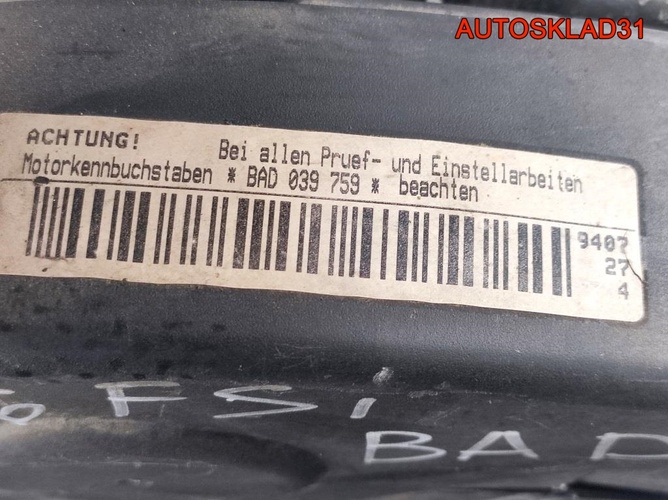 AUTOSKLAD31
ACHTUNG! Bei allen Pruef- und Einstellarbeiten
Motorkennbuchstaben * BAD 039 759 * beachten
9407
27
4
FSi
BAD